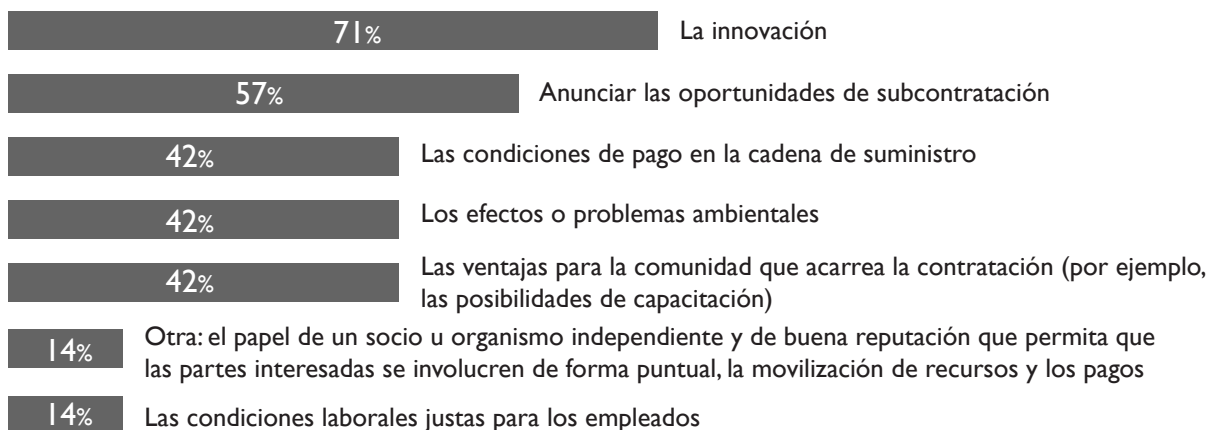 71% La innovación
57% Anunciar las oportunidades de subcontratación
42% Las condiciones de pago en la cadena de suministro
42% Los efectos o problemas ambientales
42% Las ventajas para la comunidad que acarrea la contratación (por ejemplo,
las posibilidades de capacitación)
14% Otra: el papel de un socio u organismo independiente y de buena reputación que permita que
las partes interesadas se involucren de forma puntual, la movilización de recursos y los pagos
14% Las condiciones laborales justas para los empleados